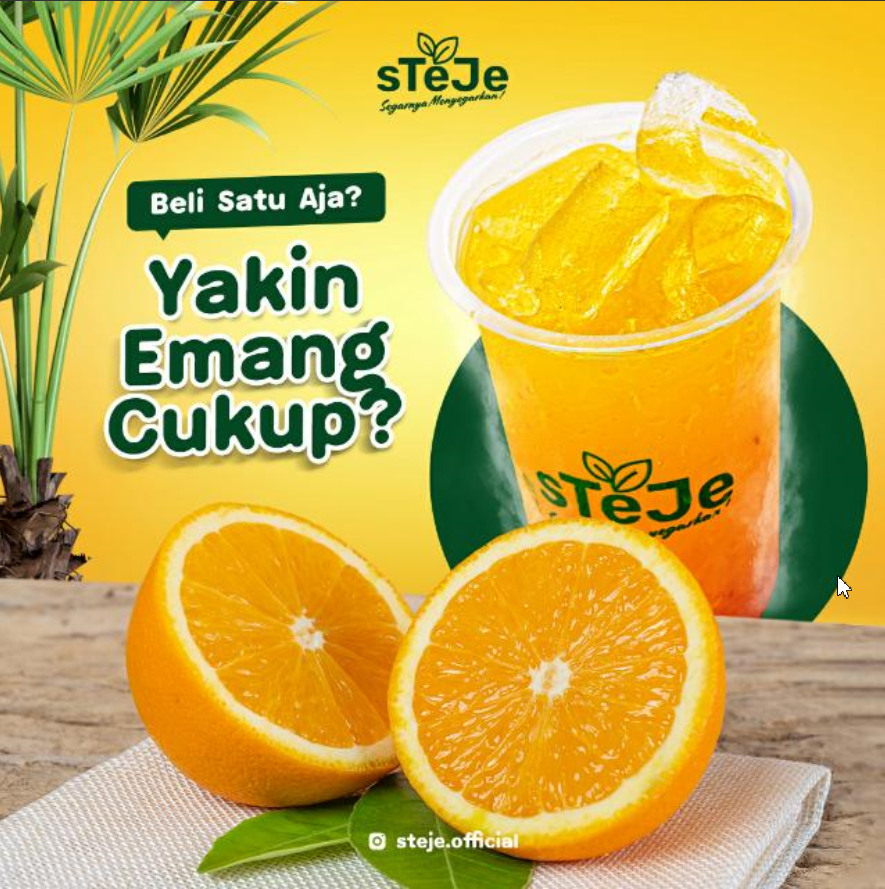 sTeJe
Segarnya Menyegarkan!
Beli Satu Aja?
Yakin
Emang
Cukup?
sTeJe
steje.official